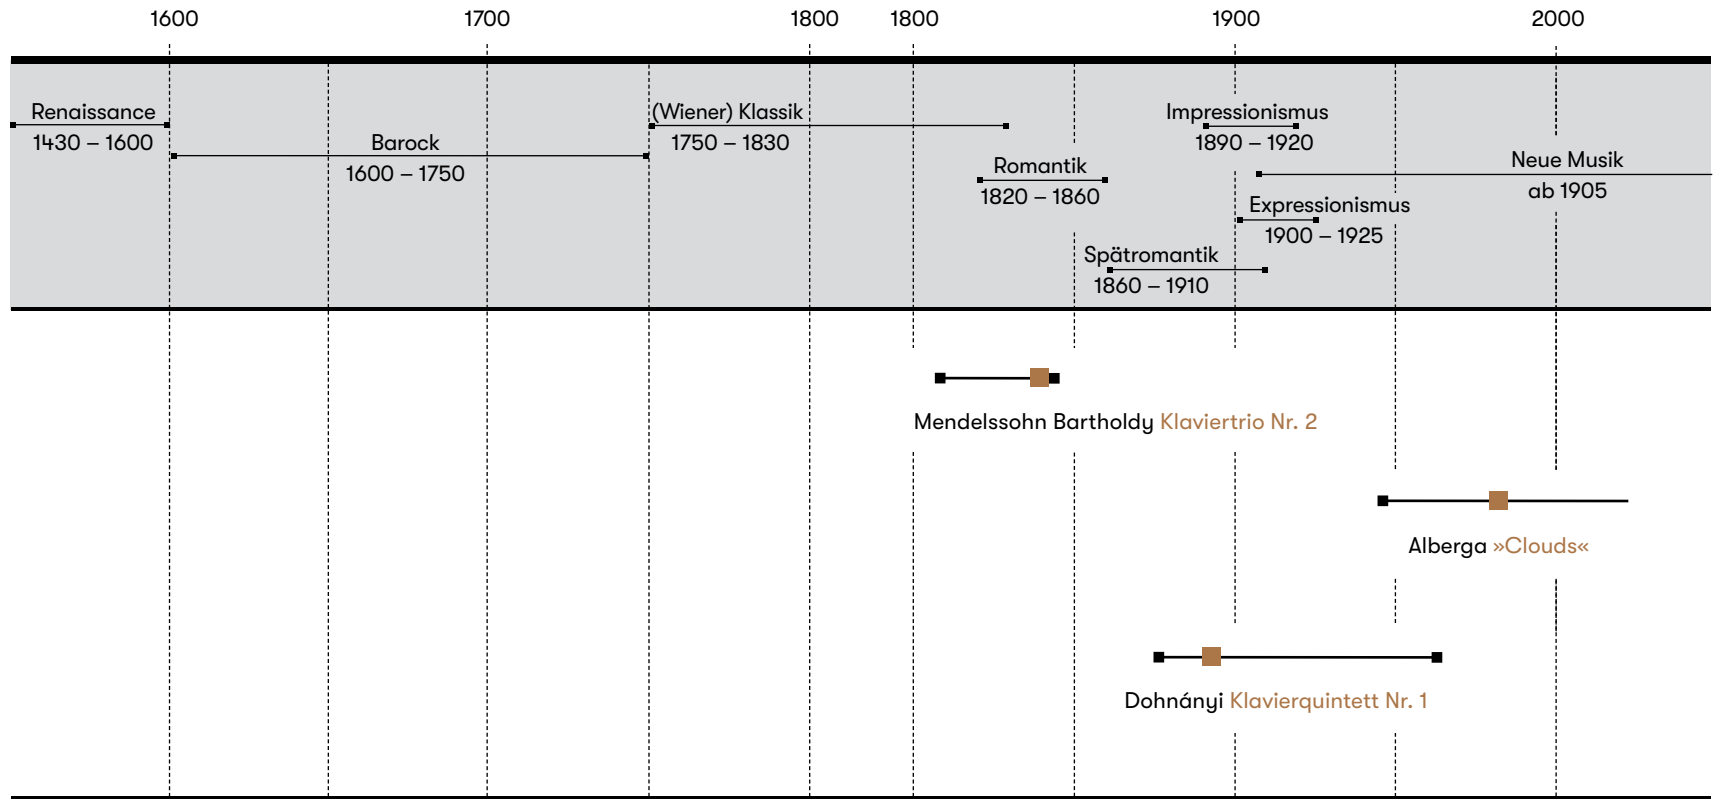 1600 1700 1800 1800 1900 2000
Renaissance
1430 – 1600
Barock
1600 – 1750
(Wiener) Klassik
1750 – 1830
Romantik
1820 – 1860
Spätromantik
1860 – 1910
Impressionismus
1890 – 1920
Expressionismus
1900 – 1925
Neue Musik
ab 1905
Mendelssohn Bartholdy Klaviertrio Nr. 2
Alberga »Clouds«
Dohnányi Klavierquintett Nr. 1